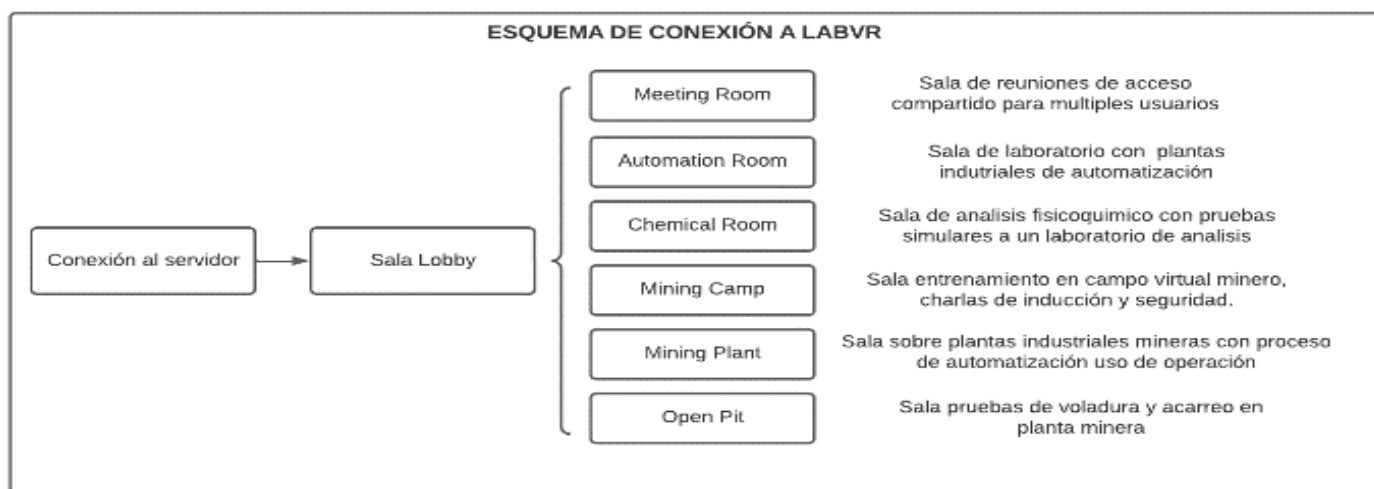 ESQUEMA DE CONEXIÓN A LABVR
Conexión al servidor
Sala Lobby
Meeting Room
Sala de reuniones de acceso
compartido para multiples usuarios
Automation Room
Sala de laboratorio con plantas
indutriales de automatización
Chemical Room
Sala de analisis fisicoquimico con pruebas
simulares a un laboratorio de analisis
Mining Camp
Sala entrenamiento en campo virtual minero,
charlas de inducción y seguridad.
Mining Plant
Sala sobre plantas industriales mineras con proceso
de automatización uso de operación
Open Pit
Sala pruebas de voladura y acarreo en
planta minera